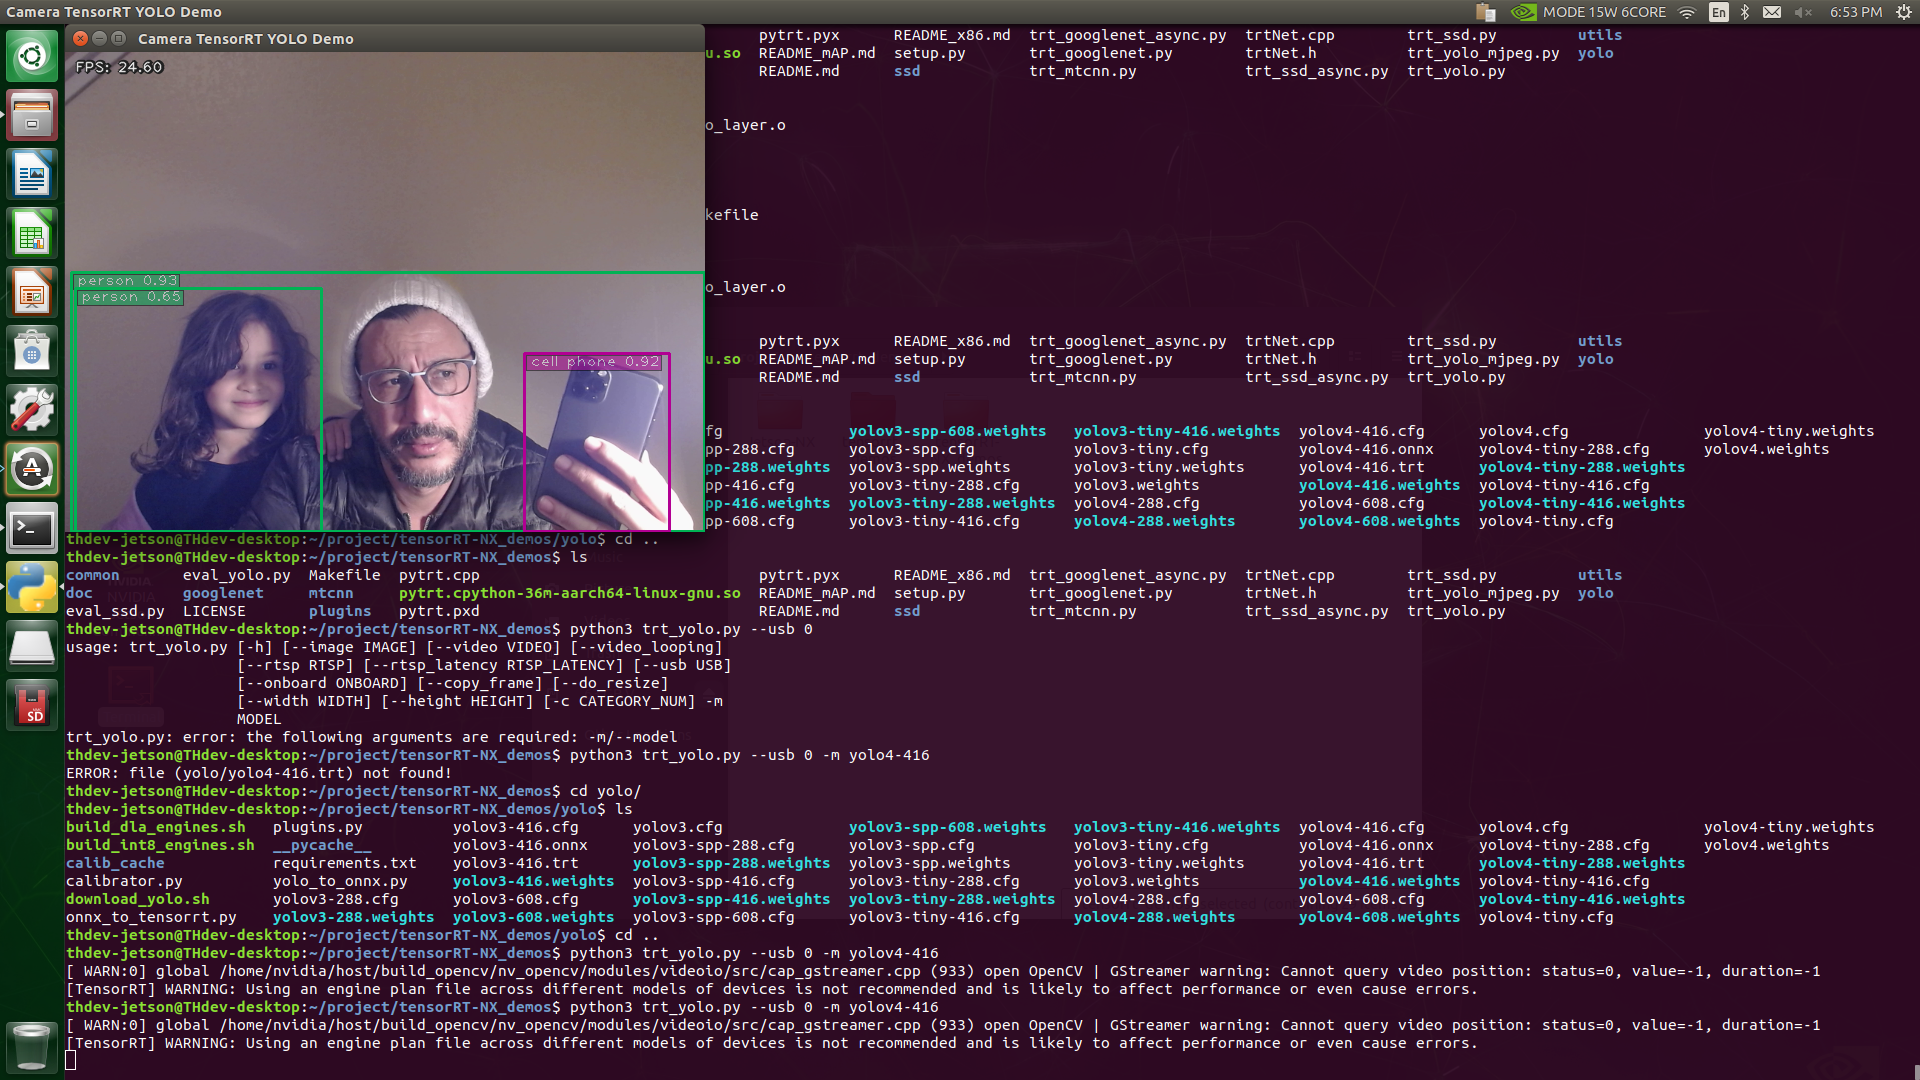 Camera TensorRT YOLO Demo
MODE 15W 6CORE En 6:53 PM
Camera TensorRT YOLO Demo
FPS: 24.60
person 0.93
person 0.65
cell phone 0.92
pytrt.pyx README_x86.md trt_googlenet_async.py trtNet.cpp trt_ssd.py utils
u.so README_mAP.md setup.py trt_googlenet.py trtNet.h trt_yolo_mjpeg.py yolo
README.md ssd trt_mtcnn.py trt_ssd_async.py trt_yolo.py
o_layer.o
kefile
o_layer.o
pytrt.pyx README_x86.md trt_googlenet_async.py trtNet.cpp trt_ssd.py utils
u.so README_mAP.md setup.py trt_googlenet.py trtNet.h trt_yolo_mjpeg.py yolo
README.md ssd trt_mtcnn.py trt_ssd_async.py trt_yolo.py
fg yolov3-spp-608.weights yolov3-tiny-416.weights yolov4-416.cfg yolov4.cfg yolov4-tiny.weights
pp-288.cfg yolov3-spp.cfg yolov3-tiny.cfg yolov4-416.onnx yolov4-tiny-288.cfg yolov4.weights
pp-288.weights yolov3-spp.weights yolov3-tiny.weights yolov4-416.trt yolov4-tiny-288.weights
pp-416.cfg yolov3-tiny-288.cfg yolov3.weights yolov4-416.weights yolov4-tiny-416.cfg
pp-416.weights yolov3-tiny-288.weights yolov4-288.cfg yolov4-608.cfg yolov4-tiny-416.weights
pp-608.cfg yolov3-tiny-416.cfg yolov4-288.weights yolov4-608.weights yolov4-tiny.cfg
thdev-jetson@THdev-desktop:~/project/tensorRT-NX_demos/yolo$ cd ..
thdev-jetson@THdev-desktop:~/project/tensorRT-NX_demos$ ls
common eval_yolo.py Makefile pytrt.cpp pytrt.pyx README_x86.md trt_googlenet_async.py trtNet.cpp trt_ssd.py utils
doc googlenet mtcnn pytrt.cpython-36m-aarch64-linux-gnu.so README_mAP.md setup.py trt_googlenet.py trtNet.h trt_yolo_mjpeg.py yolo
eval_ssd.py LICENSE plugins pytrt.pxd README.md ssd trt_mtcnn.py trt_ssd_async.py trt_yolo.py
thdev-jetson@THdev-desktop:~/project/tensorRT-NX_demos$ python3 trt_yolo.py --usb 0
usage: trt_yolo.py [-h] [--image IMAGE] [--video VIDEO] [--video_looping]
[--rtsp RTSP] [--rtsp_latency RTSP_LATENCY] [--usb USB]
[--onboard ONBOARD] [--copy_frame] [--do_resize]
[--width WIDTH] [--height HEIGHT] [-c CATEGORY_NUM] -m
MODEL
trt_yolo.py: error: the following arguments are required: -m/--model
thdev-jetson@THdev-desktop:~/project/tensorRT-NX_demos$ python3 trt_yolo.py --usb 0 -m yolo4-416
ERROR: file (yolo/yolo4-416.trt) not found!
thdev-jetson@THdev-desktop:~/project/tensorRT-NX_demos$ cd yolo/
thdev-jetson@THdev-desktop:~/project/tensorRT-NX_demos/yolo$ ls
build_dla_engines.sh plugins.py yolov3-416.cfg yolov3.cfg yolov3-spp-608.weights yolov3-tiny-416.weights yolov4-416.cfg yolov4.cfg yolov4-tiny.weights
build_int8_engines.sh __pycache__ yolov3-416.onnx yolov3-spp-288.cfg yolov3-spp.cfg yolov3-tiny.cfg yolov4-416.onnx yolov4-tiny-288.cfg yolov4.weights
calib_cache requirements.txt yolov3-416.trt yolov3-spp-288.weights yolov3-spp.weights yolov3-tiny.weights yolov4-416.trt yolov4-tiny-288.weights
calibrator.py yolo_to_onnx.py yolov3-416.weights yolov3-spp-416.cfg yolov3-tiny-288.cfg yolov3.weights yolov4-416.weights yolov4-tiny-416.cfg
download_yolo.sh yolov3-288.cfg yolov3-608.cfg yolov3-spp-416.weights yolov3-tiny-288.weights yolov4-288.cfg yolov4-608.cfg yolov4-tiny-416.weights
onnx_to_tensorrt.py yolov3-288.weights yolov3-608.weights yolov3-spp-608.cfg yolov3-tiny-416.cfg yolov4-288.weights yolov4-608.weights yolov4-tiny.cfg
thdev-jetson@THdev-desktop:~/project/tensorRT-NX_demos/yolo$ cd ..
thdev-jetson@THdev-desktop:~/project/tensorRT-NX_demos$ python3 trt_yolo.py --usb 0 -m yolov4-416
[ WARN:0] global /home/nvidia/host/build_opencv/nv_opencv/modules/videoio/src/cap_gstreamer.cpp (933) open OpenCV | GStreamer warning: Cannot query video position: status=0, value=-1, duration=-1
[TensorRT] WARNING: Using an engine plan file across different models of devices is not recommended and is likely to affect performance or even cause errors.
thdev-jetson@THdev-desktop:~/project/tensorRT-NX_demos$ python3 trt_yolo.py --usb 0 -m yolov4-416
[ WARN:0] global /home/nvidia/host/build_opencv/nv_opencv/modules/videoio/src/cap_gstreamer.cpp (933) open OpenCV | GStreamer warning: Cannot query video position: status=0, value=-1, duration=-1
[TensorRT] WARNING: Using an engine plan file across different models of devices is not recommended and is likely to affect performance or even cause errors.
SD